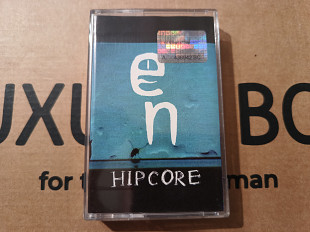 en
HIPCORE
UXU BO
for t man